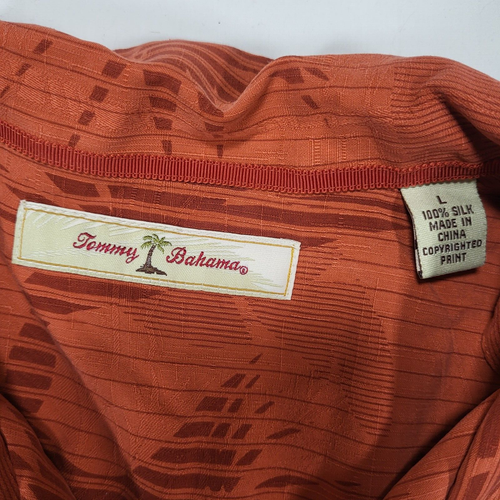 Tommy Bahama®
L
100% SILK
MADE IN
CHINA
COPYRIGHTED
PRINT